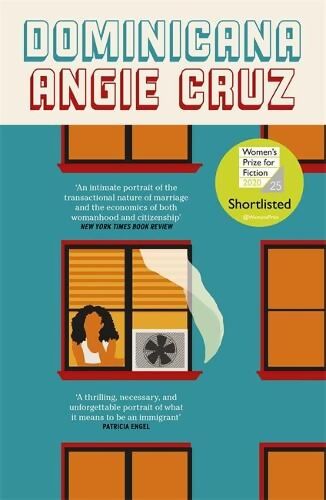 DOMINICANA
ANGIE CRUZ
Women's
Prize for
Fiction
2020
25
Shortlisted
@WomensPrize
'An intimate portrait of the
transactional nature of marriage
and the economics of both
womanhood and citizenship'
NEW YORK TIMES BOOK REVIEW
'A thrilling, necessary, and
unforgettable portrait of what
it means to be an immigrant'
PATRICIA ENGEL